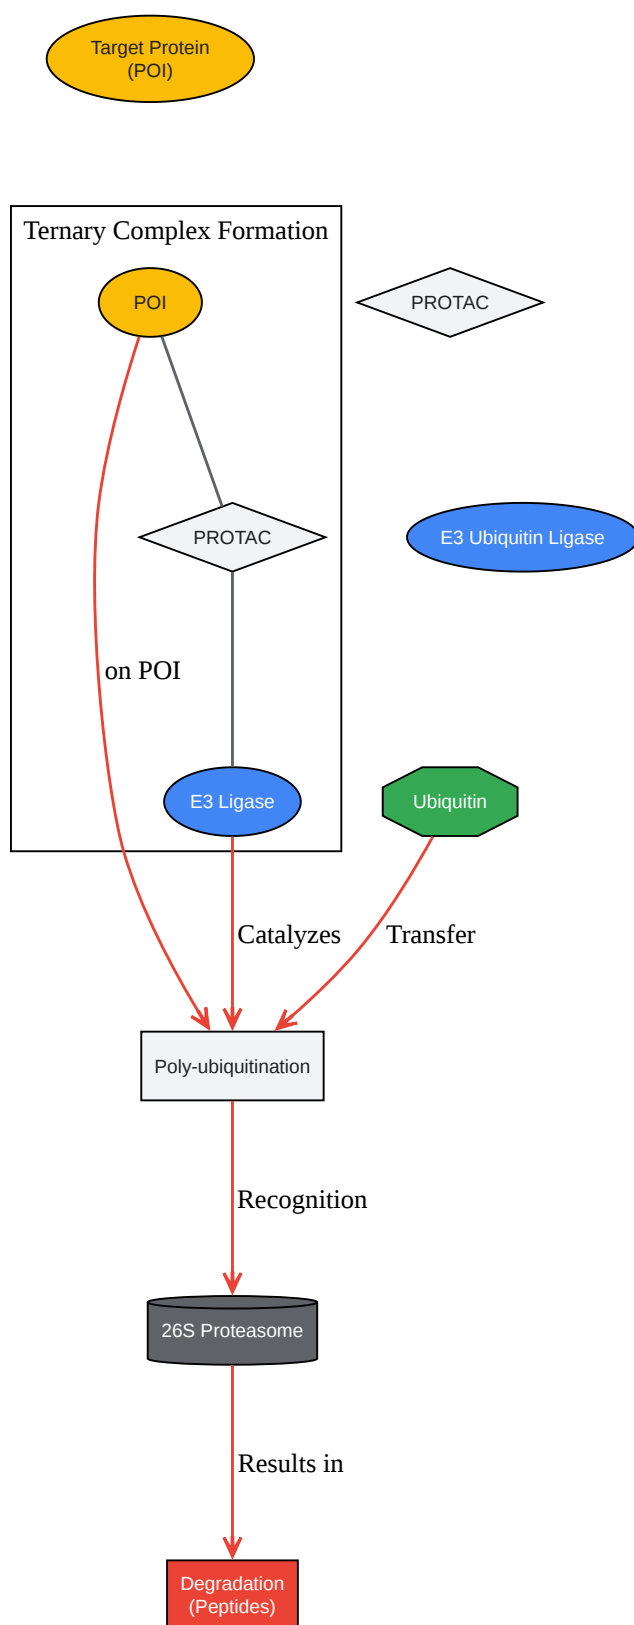 Target Protein
(POI)
Ternary Complex Formation
POI
PROTAC
PROTAC
E3 Ubiquitin Ligase
on POI
E3 Ligase
Ubiquitin
Catalyzes
Transfer
Poly-ubiquitination
Recognition
26S Proteasome
Results in
Degradation
(Peptides)